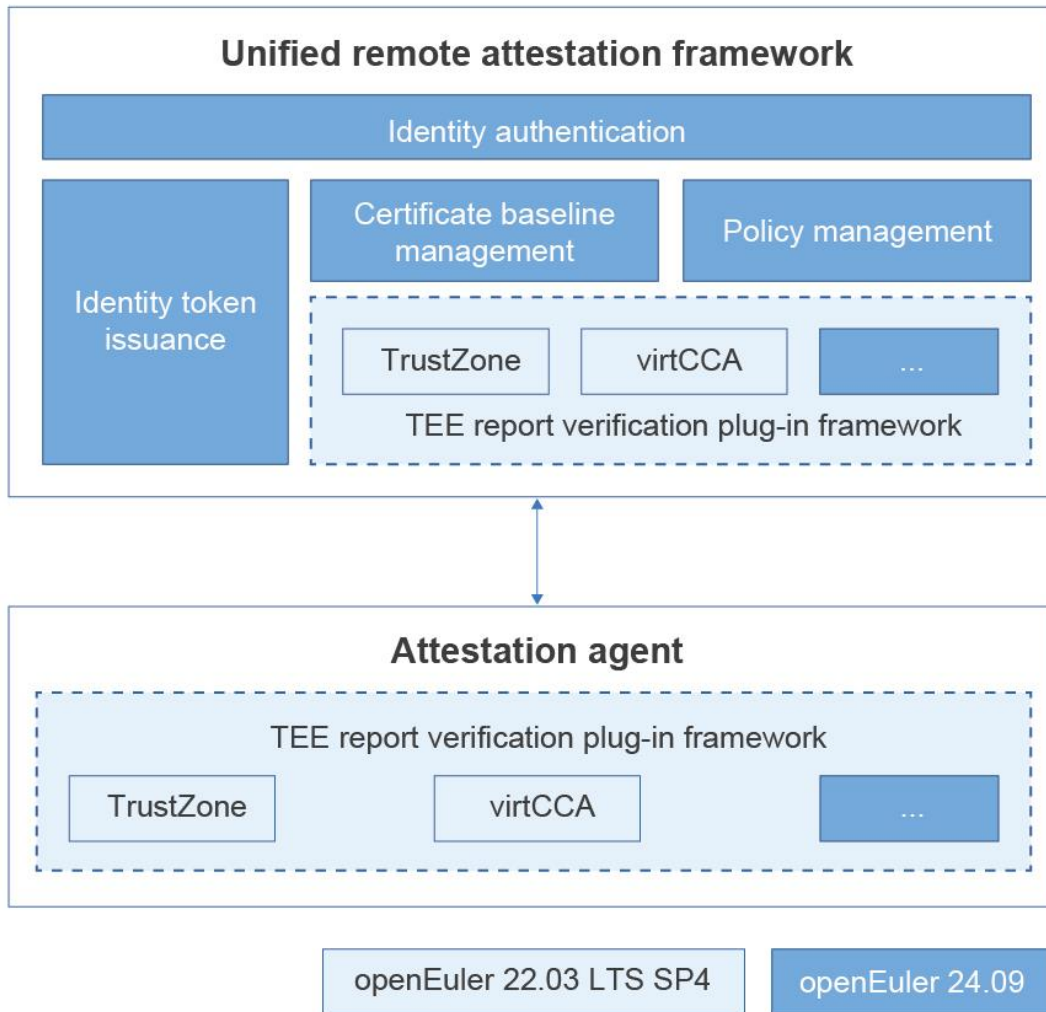 Unified remote attestation framework
Identity authentication
Identity token
issuance
Certificate baseline
management
Policy management
TrustZone
virtCCA
...
TEE report verification plug-in framework
Attestation agent
TEE report verification plug-in framework
TrustZone
virtCCA
...
openEuler 22.03 LTS SP4
openEuler 24.09